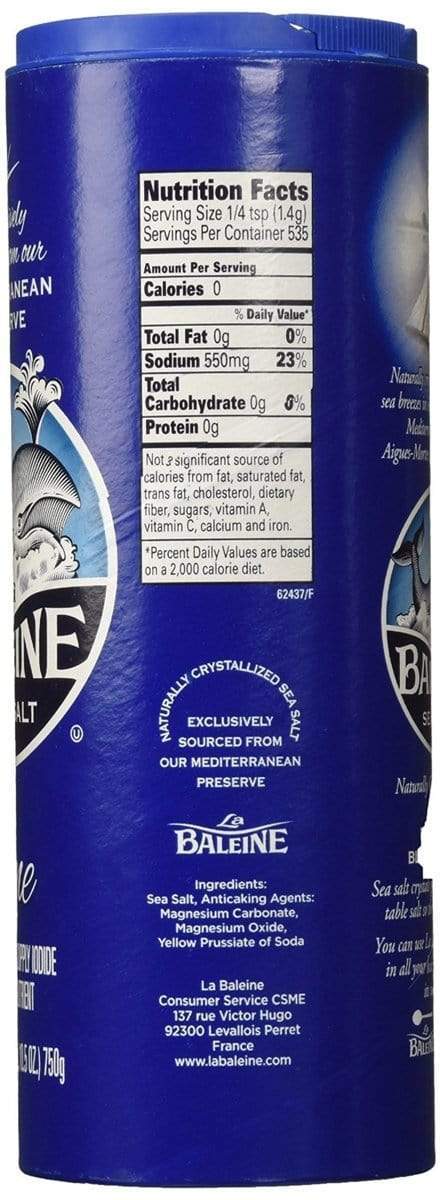 our
ANEAN
RVE
INE
ALT
U
IODIDE
750g
Nutrition Facts
Serving Size 1/4 tsp (1.4g)
Servings Per Container 535
Amount Per Serving
Calories 0
% Daily Value*
Total Fat 0g 0%
Sodium 550mg 23%
Total
Carbohydrate 0g 0%
Protein 0g
Not a significant source of
calories from fat, saturated fat,
trans fat, cholesterol, dietary
fiber, sugars, vitamin A,
vitamin C, calcium and iron.
*Percent Daily Values are based
on a 2,000 calorie diet.
62437/F
NATURALLY CRYSTALLIZED SEA SALT
EXCLUSIVELY
SOURCED FROM
OUR MEDITERRANEAN
PRESERVE
La
BALEINE
Ingredients:
Sea Salt, Anticaking Agents:
Magnesium Carbonate,
Magnesium Oxide,
Yellow Prussiate of Soda
La Baleine
Consumer Service CSME
137 rue Victor Hugo
92300 Levallois Perret
France
www.labaleine.com
Naturally
sea breezes
Aigues-Mort
BA
SE
Naturally
Sea salt
table salt
You can use
in all your
La
BALEIN